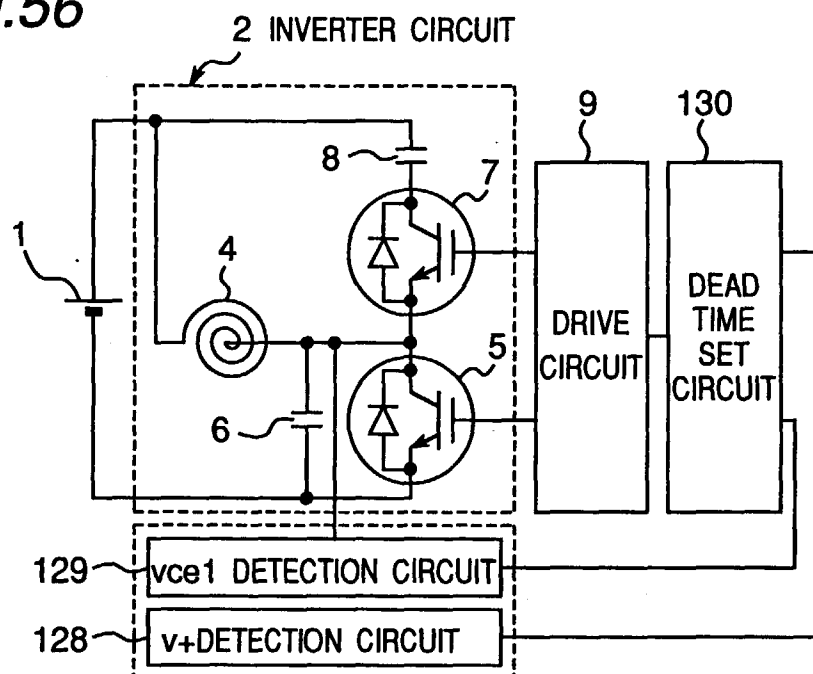 .56
2 INVERTER CIRCUIT
9
130
8
7
1
4
DEAD
TIME
SET
CIRCUIT
DRIVE
CIRCUIT
5
6
129 vce1 DETECTION CIRCUIT
128 v+DETECTION CIRCUIT